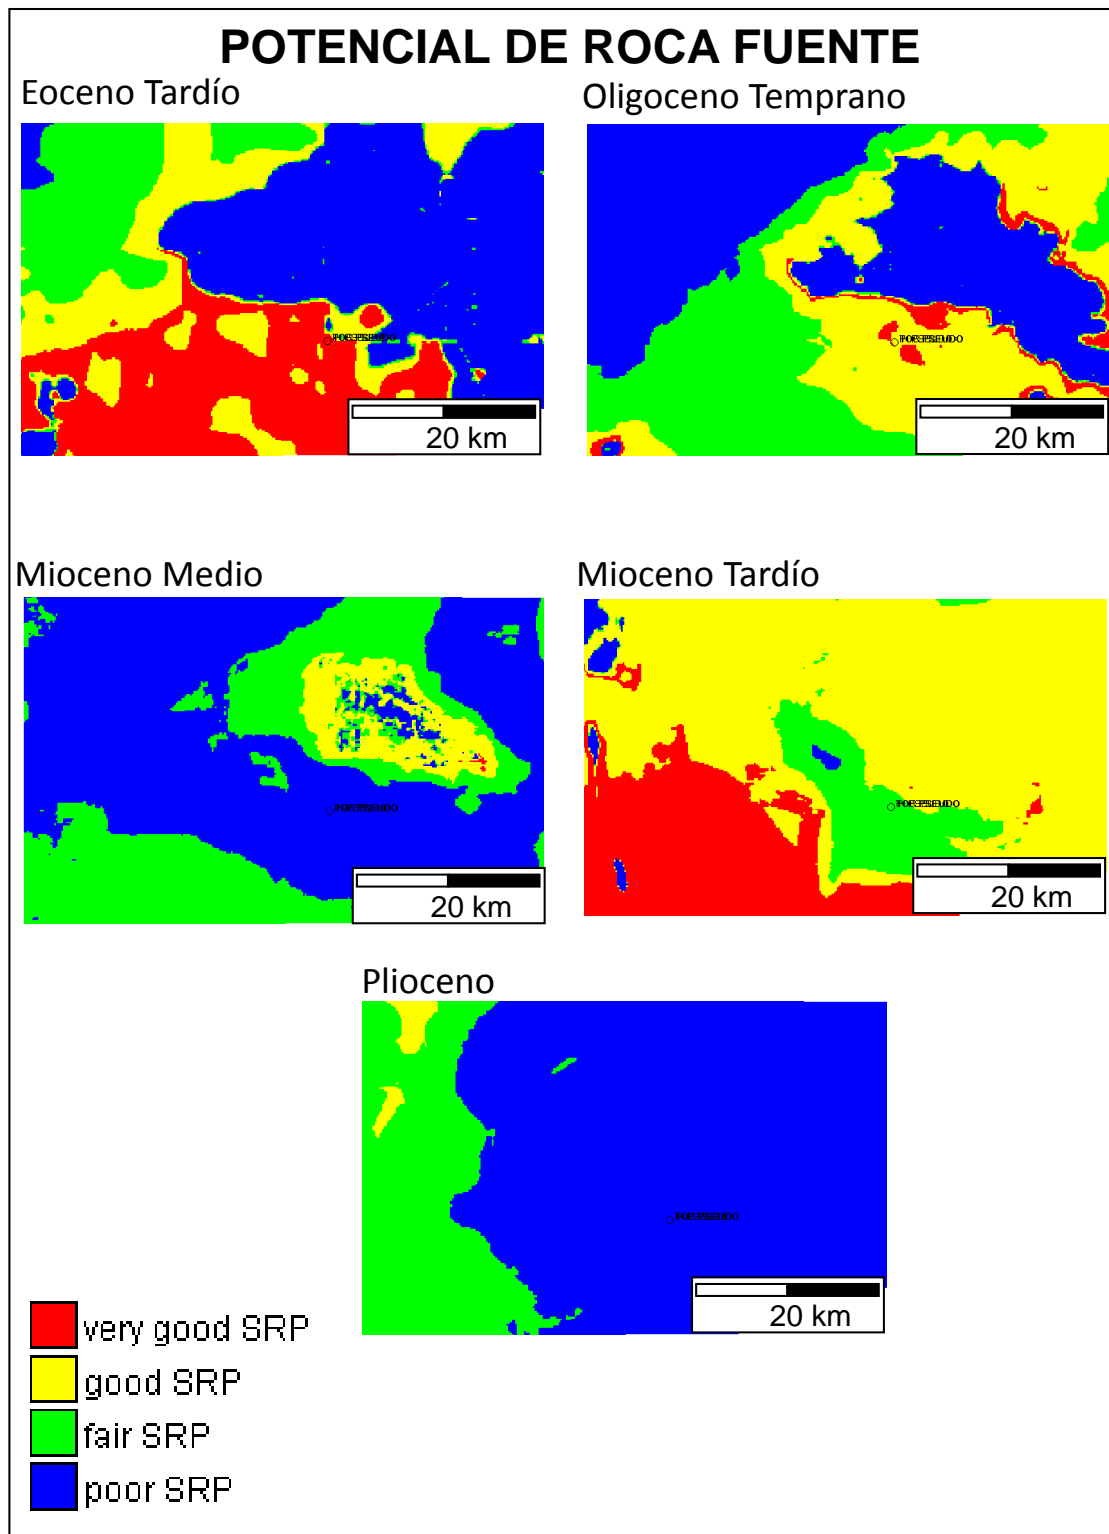 POTENCIAL DE ROCA FUENTE
Eoceno Tardío
Oligoceno Temprano
20 km
20 km
Mioceno Medio
Mioceno Tardío
20 km
20 km
Plioceno
20 km
very good SRP
good SRP
fair SRP
poor SRP